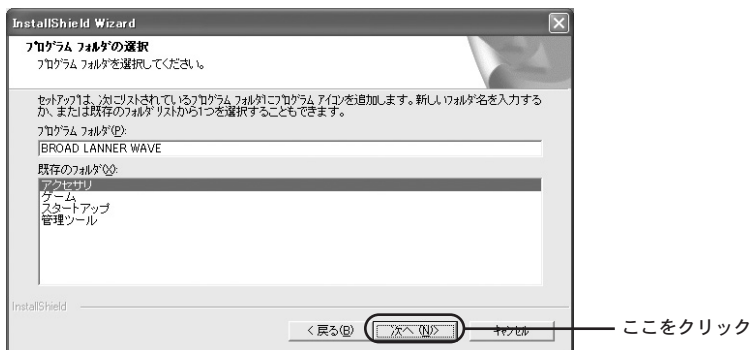 InstallShield Wizard
プログラム フォルダの選択
プログラム フォルダを選択してください。
セットアップは、次にリストされているプログラム フォルダにプログラム アイコンを追加します。新しいフォルダ名を入力する
か、または既存のフォルダ リストから1つを選択することもできます。
プログラム フォルダ(P):
BROAD LANNER WAVE
既存のフォルダ(X):
アクセサリ
ゲーム
スタートアップ
管理ツール
InstallShield
< 戻る(B)
次へ (N)>
キャンセル
ここをクリック